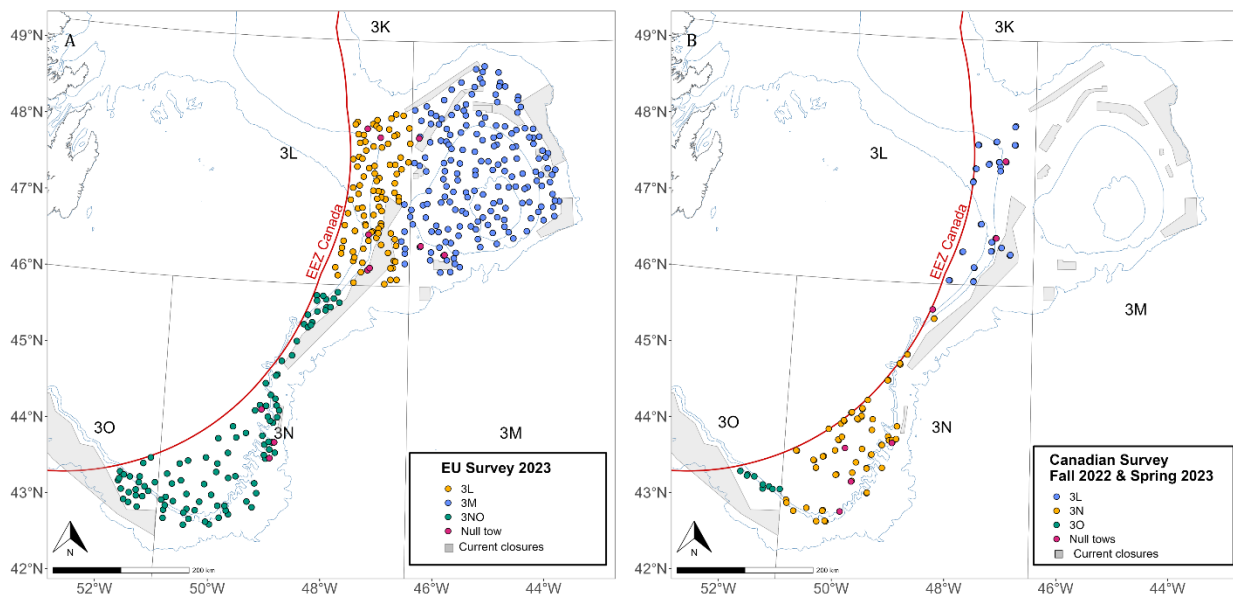 A
3K
49°N
48°N
3L
47°N
EEZ Canada
46°N
45°N
44°N
3O
3N
3M
43°N
42°N
EU Survey 2023
3L
3M
3NO
Null tow
Current closures
N
200 km
52°W 50°W 48°W 46°W 44°W
B
3K
49°N
48°N
3L
47°N
EEZ Canada
46°N
3M
45°N
44°N
3O
3N
43°N
42°N
Canadian Survey
Fall 2022 & Spring 2023
3L
3N
3O
Null tows
Current closures
N
200 km
52°W 50°W 48°W 46°W 44°W